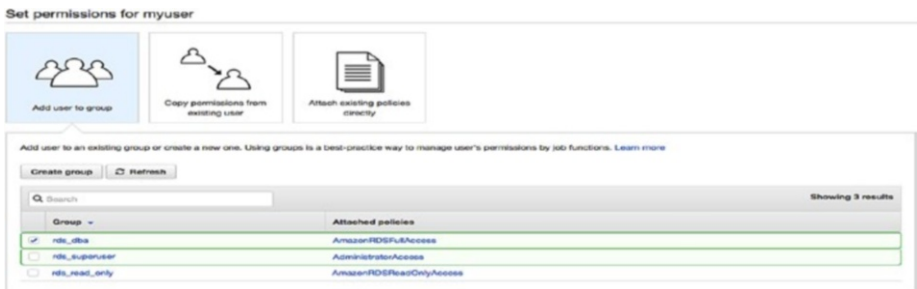 Set permissions for myuser
Add user to group
Copy permissions from
existing user
Attach existing policies
directly
Add user to an existing group or create a new one. Using groups is a best-practice way to manage user's permissions by job functions. Learn more
Create group Refresh
Search Showing 3 results
Group Attached policies
rds_dba AmazonRDSFullAccess
rds_superuser AdministratorAccess
rds_read_only AmazonRDSReadOnlyAccess